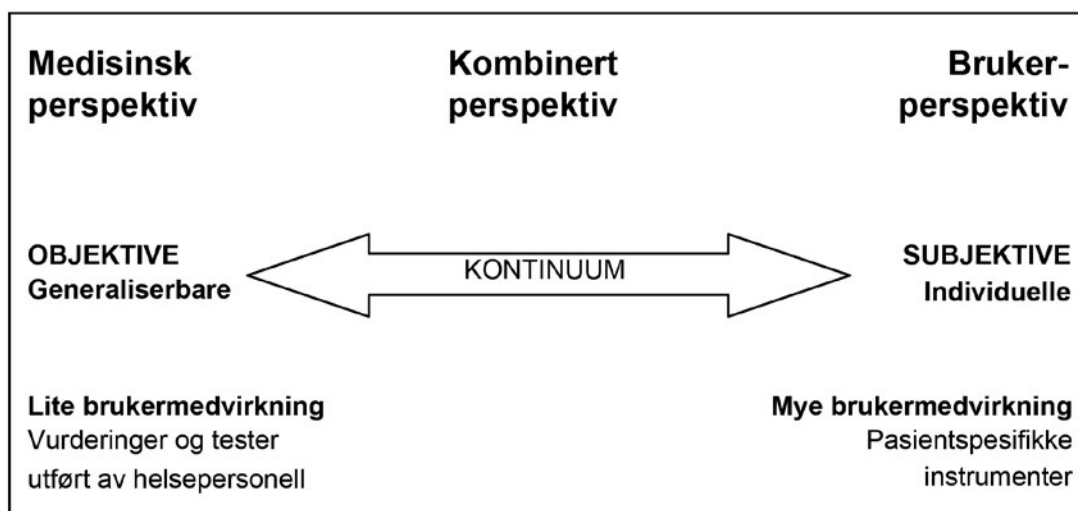 Medisinsk
perspektiv
Kombinert
perspektiv
Bruker-
perspektiv
OBJEKTIVE
Generaliserbare
KONTINUUM
SUBJEKTIVE
Individuelle
Lite brukermedvirkning
Vurderinger og tester
utført av helsepersonell
Mye brukermedvirkning
Pasientspesifikke
instrumenter